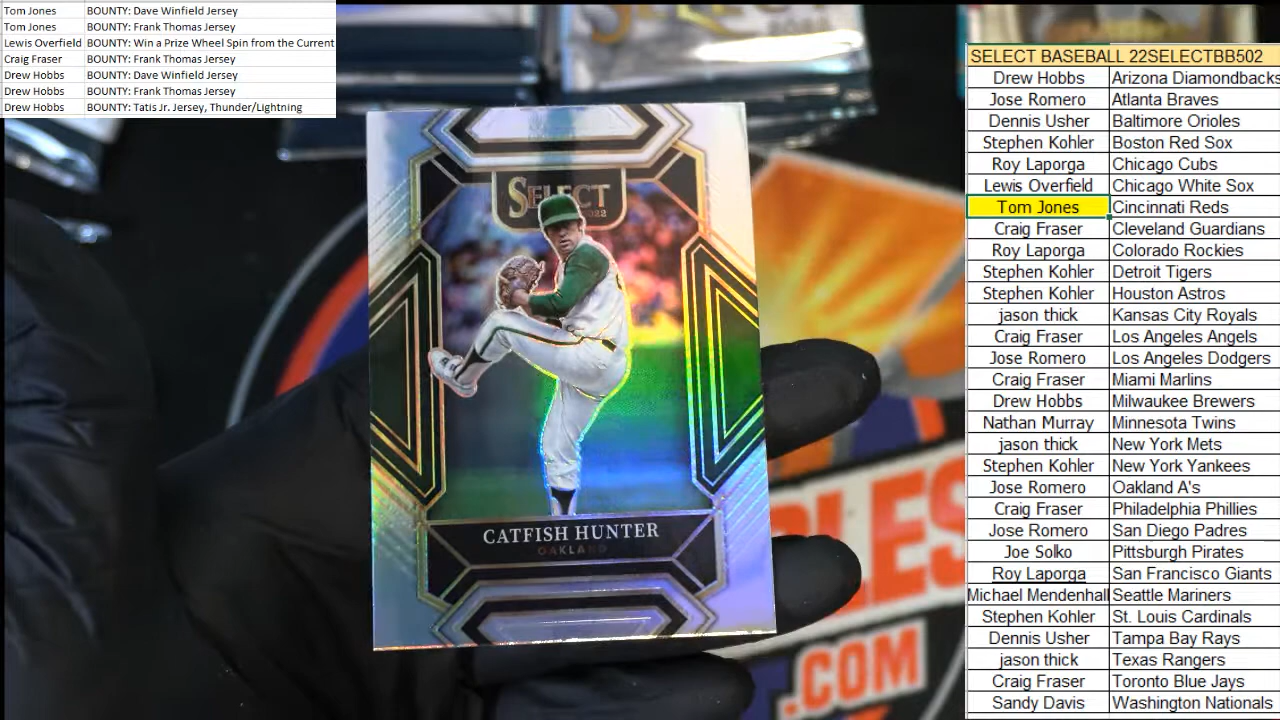 Tom Jones BOUNTY: Dave Winfield Jersey
Tom Jones BOUNTY: Frank Thomas Jersey
Lewis Overfield BOUNTY: Win a Prize Wheel Spin from the Current
Craig Fraser BOUNTY: Frank Thomas Jersey
Drew Hobbs BOUNTY: Dave Winfield Jersey
Drew Hobbs BOUNTY: Frank Thomas Jersey
Drew Hobbs BOUNTY: Tatis Jr. Jersey, Thunder/Lightning
SELECT
2022
CATFISH HUNTER
OAKLAND
.COM
SELECT BASEBALL 22SELECTBB502
Drew Hobbs Arizona Diamondbacks
Jose Romero Atlanta Braves
Dennis Usher Baltimore Orioles
Stephen Kohler Boston Red Sox
Roy Laporga Chicago Cubs
Lewis Overfield Chicago White Sox
Tom Jones Cincinnati Reds
Craig Fraser Cleveland Guardians
Roy Laporga Colorado Rockies
Stephen Kohler Detroit Tigers
Stephen Kohler Houston Astros
jason thick Kansas City Royals
Craig Fraser Los Angeles Angels
Jose Romero Los Angeles Dodgers
Craig Fraser Miami Marlins
Drew Hobbs Milwaukee Brewers
Nathan Murray Minnesota Twins
jason thick New York Mets
Stephen Kohler New York Yankees
Jose Romero Oakland A's
Craig Fraser Philadelphia Phillies
Jose Romero San Diego Padres
Joe Solko Pittsburgh Pirates
Roy Laporga San Francisco Giants
Michael Mendenhall Seattle Mariners
Stephen Kohler St. Louis Cardinals
Dennis Usher Tampa Bay Rays
jason thick Texas Rangers
Craig Fraser Toronto Blue Jays
Sandy Davis Washington Nationals